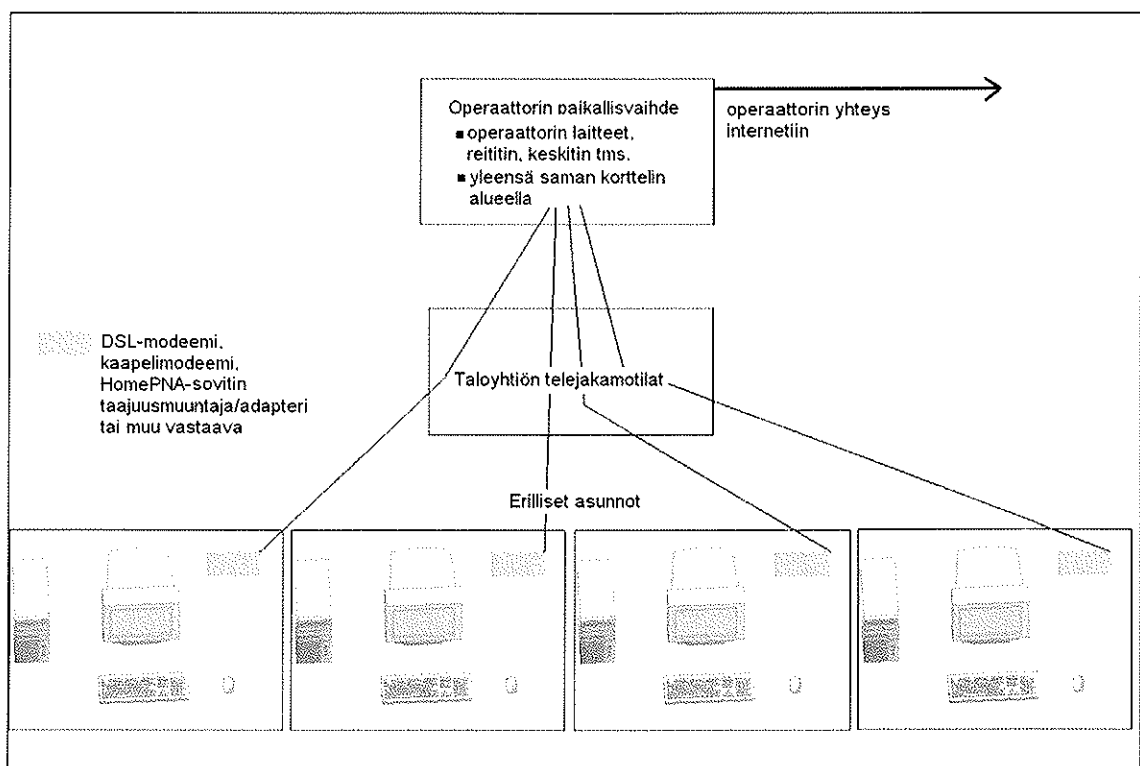 Operaattorin paikallisvaihde
▪ operaattorin laitteet,
reititin, keskitin tms.
▪ yleensä saman korttelin
alueella
operaattorin yhteys
internetiin
DSL-modeemi,
kaapelimodeemi,
HomePNA-sovitin
taajuusmuuntaja/adapteri
tai muu vastaava
Taloyhtiön telejakamotilat
Erilliset asunnot